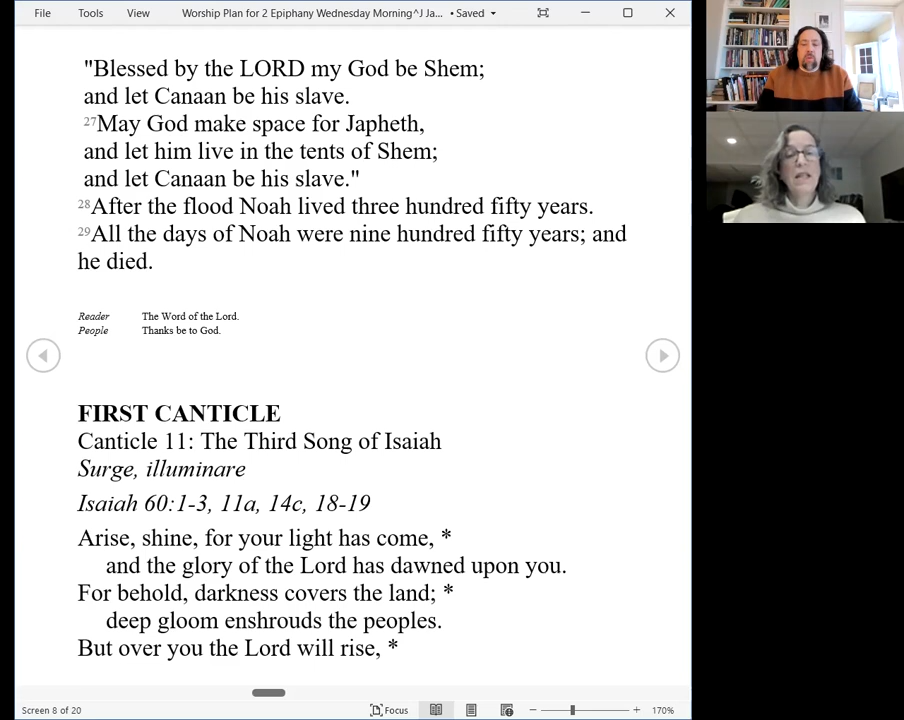 File Tools View Worship Plan for 2 Epiphany Wednesday Morning^J Ja... • Saved
"Blessed by the LORD my God be Shem;
and let Canaan be his slave.
27May God make space for Japheth,
and let him live in the tents of Shem;
and let Canaan be his slave."
28After the flood Noah lived three hundred fifty years.
29All the days of Noah were nine hundred fifty years; and
he died.
Reader The Word of the Lord.
People Thanks be to God.
FIRST CANTICLE
Canticle 11: The Third Song of Isaiah
Surge, illuminare
Isaiah 60:1-3, 11a, 14c, 18-19
Arise, shine, for your light has come, *
and the glory of the Lord has dawned upon you.
For behold, darkness covers the land; *
deep gloom enshrouds the peoples.
But over you the Lord will rise, *
Screen 8 of 20 Focus 170%